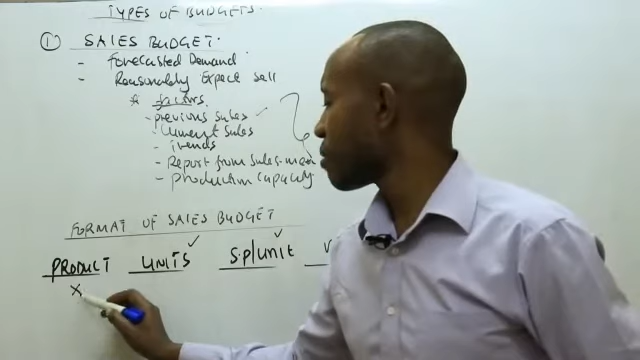 TYPES OF BUDGETS.
① SALES BUDGET.
- Forecasted Demand
- Reasonably Expect sell
* factors.
- previous sales
- Current Sales
- Trends
- Report from sales-men
- production capacity
FORMAT OF SALES BUDGET
PRODUCT UNITS S.p/unit V
X